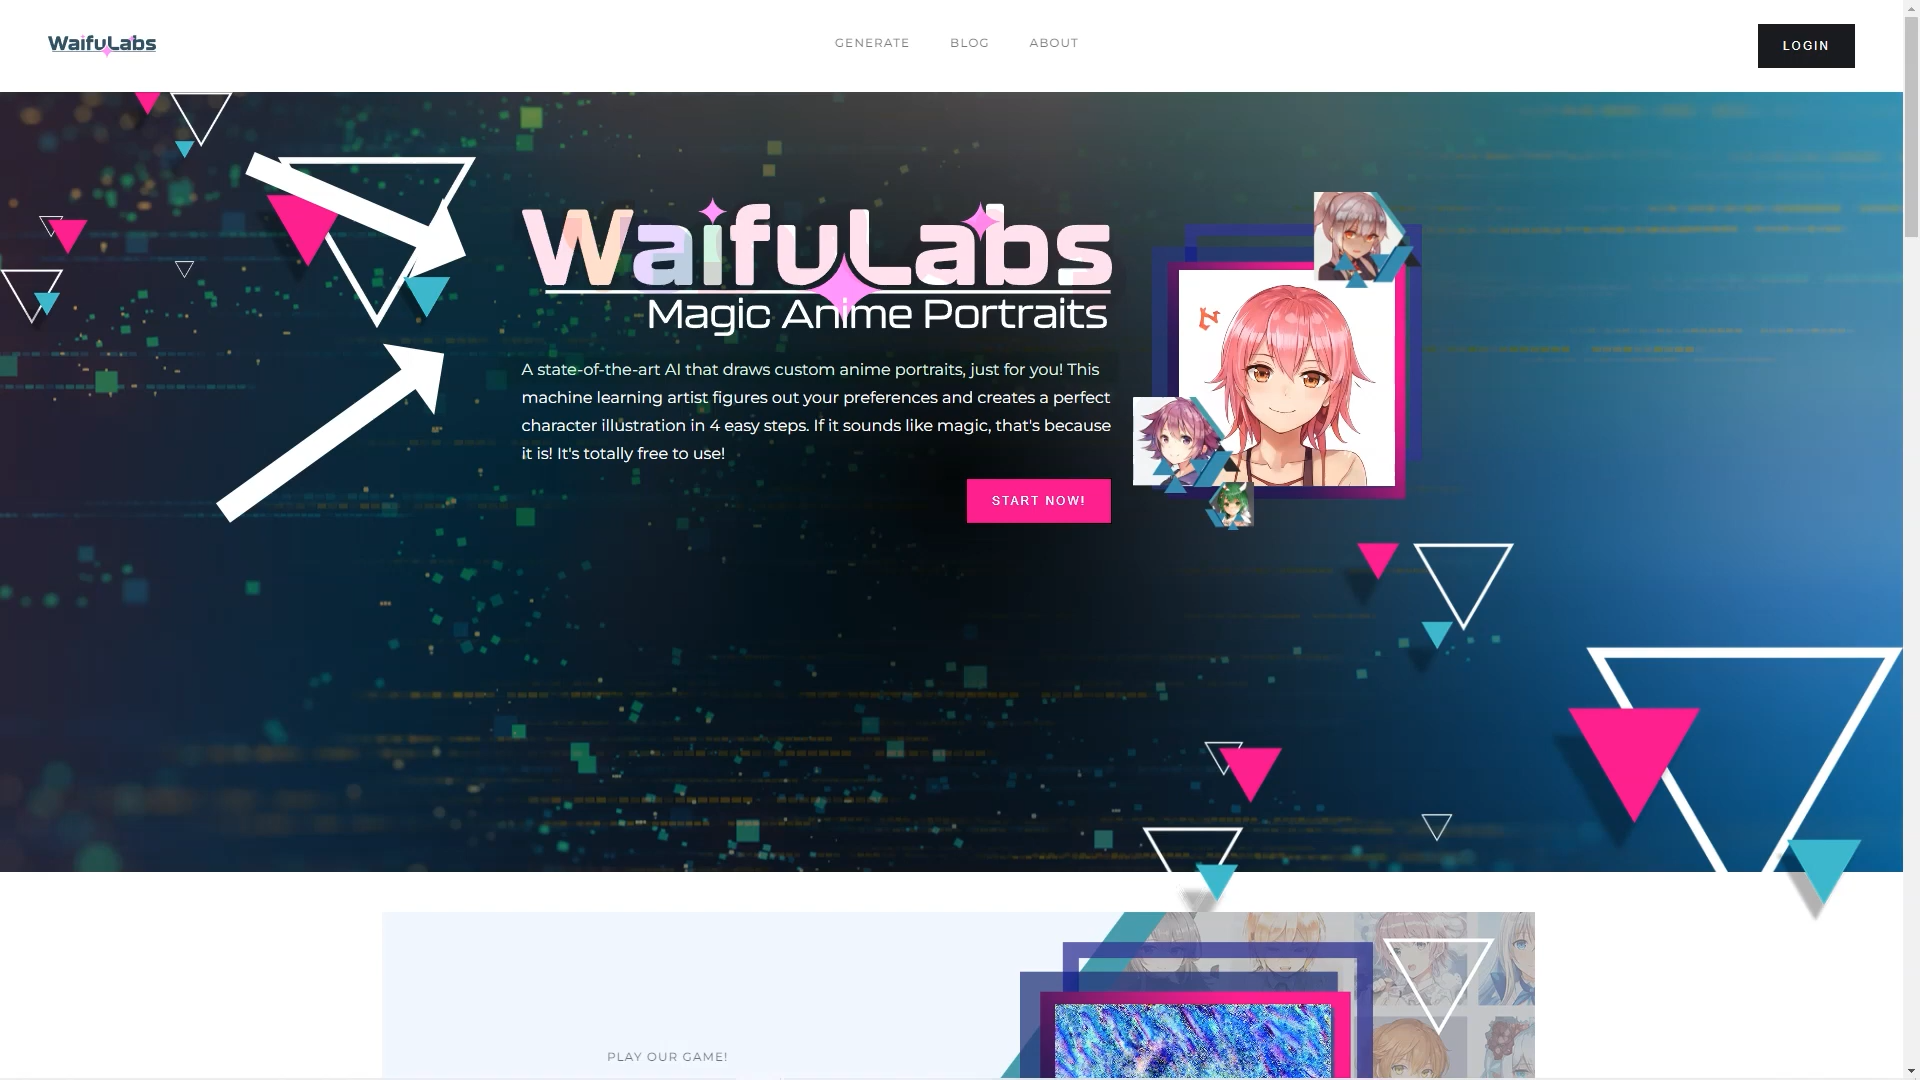 WaifuLabs
GENERATE
BLOG
ABOUT
LOGIN
WaifuLabs
Magic Anime Portraits
A state-of-the-art AI that draws custom anime portraits, just for you! This
machine learning artist figures out your preferences and creates a perfect
character illustration in 4 easy steps. If it sounds like magic, that's because
it is! It's totally free to use!
START NOW!
PLAY OUR GAME!